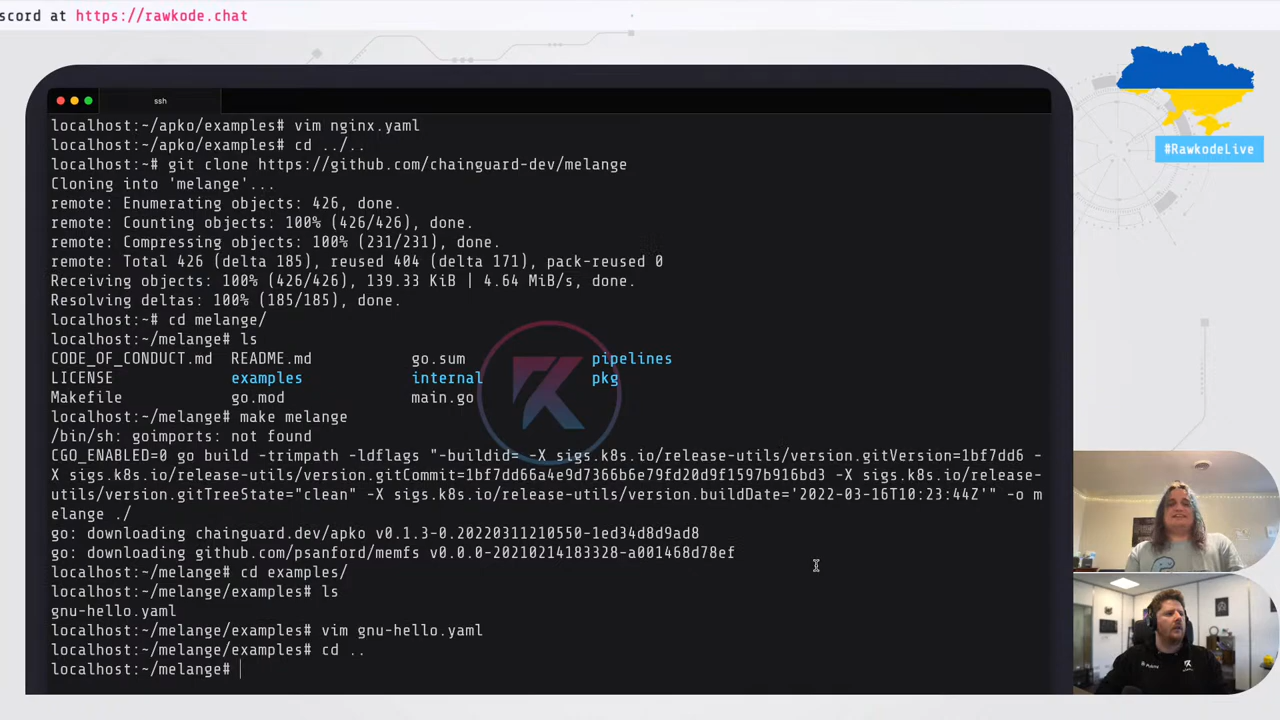 scord at https://rawkode.chat
#RawkodeLive
ssh
localhost:~/apko/examples# vim nginx.yaml
localhost:~/apko/examples# cd ../..
localhost:~# git clone https://github.com/chainguard-dev/melange
Cloning into 'melange'...
remote: Enumerating objects: 426, done.
remote: Counting objects: 100% (426/426), done.
remote: Compressing objects: 100% (231/231), done.
remote: Total 426 (delta 185), reused 404 (delta 171), pack-reused 0
Receiving objects: 100% (426/426), 139.33 KiB | 4.64 MiB/s, done.
Resolving deltas: 100% (185/185), done.
localhost:~# cd melange/
localhost:~/melange# ls
CODE_OF_CONDUCT.md README.md go.sum pipelines
LICENSE examples internal pkg
Makefile go.mod main.go
localhost:~/melange# make melange
/bin/sh: goimports: not found
CGO_ENABLED=0 go build -trimpath -ldflags "-buildid= -X sigs.k8s.io/release-utils/version.gitVersion=1bf7dd6 -
X sigs.k8s.io/release-utils/version.gitCommit=1bf7dd66a4e9d7366b6e79fd20d9f1597b916bd3 -X sigs.k8s.io/release-
utils/version.gitTreeState="clean" -X sigs.k8s.io/release-utils/version.buildDate='2022-03-16T10:23:44Z'" -o m
elange ./
go: downloading chainguard.dev/apko v0.1.3-0.20220311210550-1ed34d8d9ad8
go: downloading github.com/psanford/memfs v0.0.0-20210214183328-a001468d78ef
localhost:~/melange# cd examples/
localhost:~/melange/examples# ls
gnu-hello.yaml
localhost:~/melange/examples# vim gnu-hello.yaml
localhost:~/melange/examples# cd ..
localhost:~/melange#